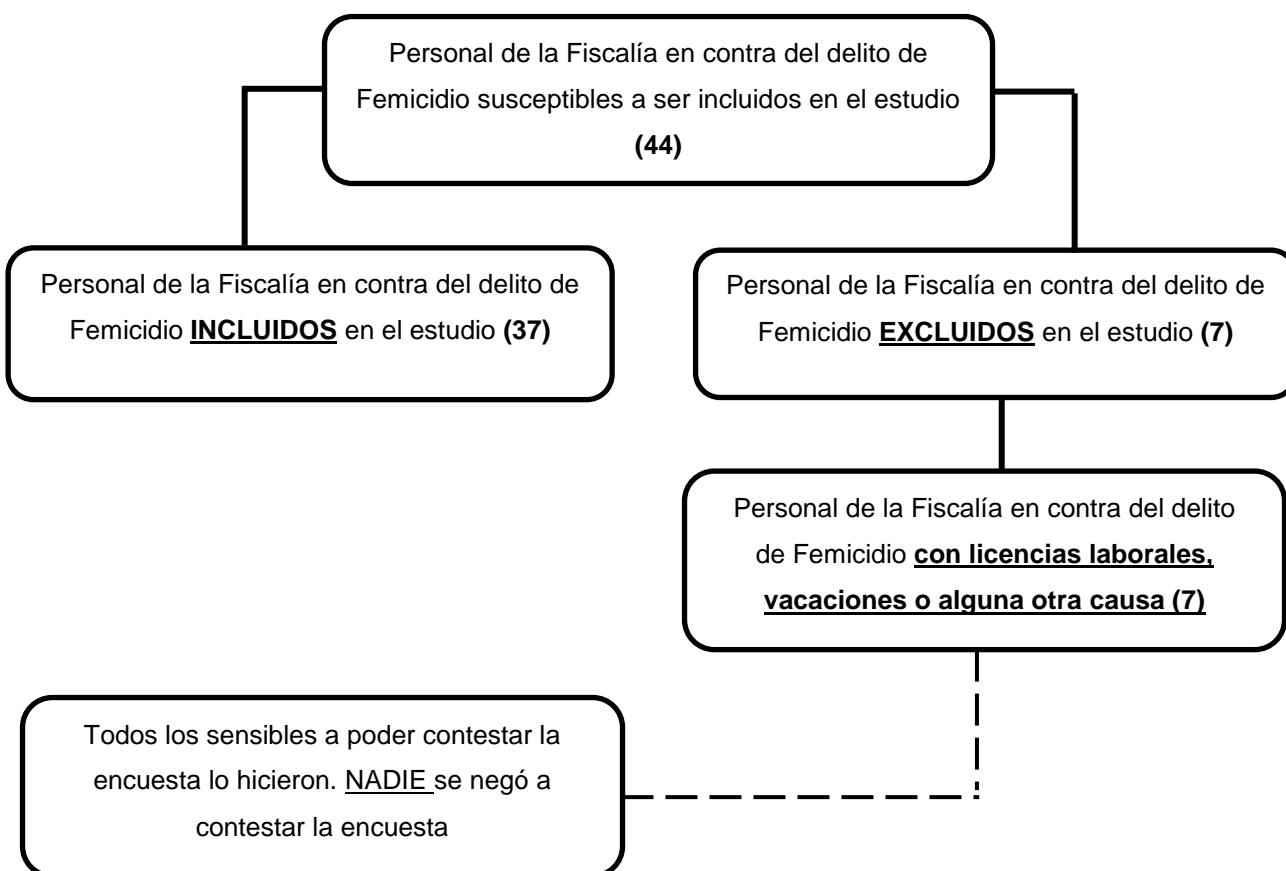 Personal de la Fiscalía en contra del delito de
Femicidio susceptibles a ser incluidos en el estudio
(44)
Personal de la Fiscalía en contra del delito de
Femicidio INCLUIDOS en el estudio (37)
Personal de la Fiscalía en contra del delito de
Femicidio EXCLUIDOS en el estudio (7)
Personal de la Fiscalía en contra del delito
de Femicidio con licencias laborales,
vacaciones o alguna otra causa (7)
Todos los sensibles a poder contestar la
encuesta lo hicieron. NADIE se negó a
contestar la encuesta